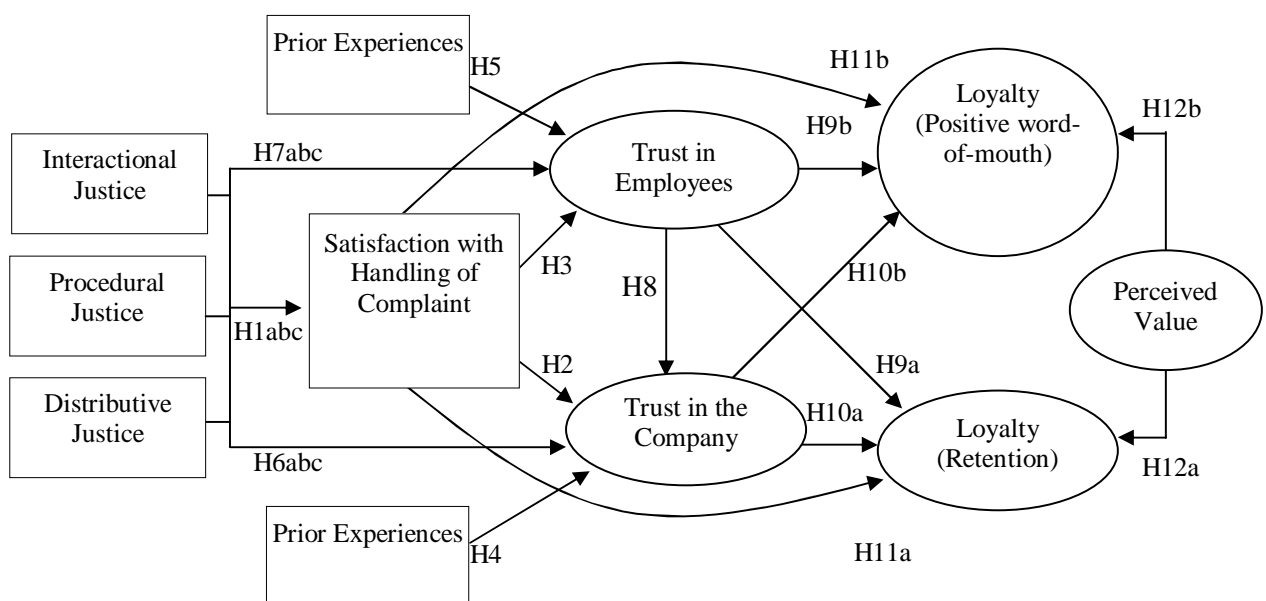 Prior Experiences
H5
H11b
Loyalty
(Positive word-
of-mouth)
H12b
H9b
Interactional
Justice
H7abc
Trust in
Employees
Satisfaction with
Handling of
Complaint
H3
H8
H10b
Procedural
Justice
H1abc
Perceived
Value
H2
H9a
Distributive
Justice
Trust in the
Company
H10a
Loyalty
(Retention)
H6abc
H12a
Prior Experiences
H4
H11a